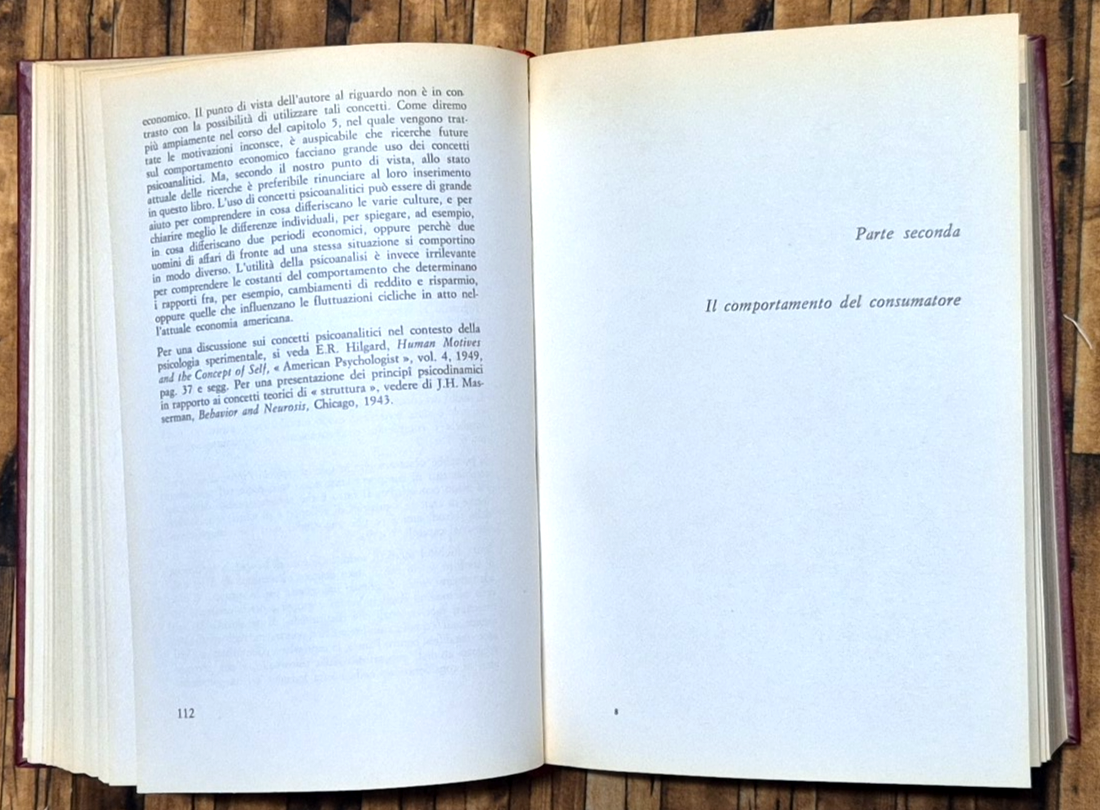 economico. Il punto di vista dell'autore al riguardo non è in con
trasto con la possibilità di utilizzare tali concetti. Come diremo
più ampiamente nel corso del capitolo 5, nel quale vengono trat-
tate le motivazioni inconsce, è auspicabile che ricerche future
sul comportamento economico facciano grande uso dei concetti
psicoanalitici. Ma, secondo il nostro punto di vista, allo stato
attuale delle ricerche è preferibile rinunciare al loro inserimento
in questo libro. L'uso di concetti psicoanalitici può essere di grande
aiuto per comprendere in cosa differiscano le varie culture, e per
chiarire meglio le differenze individuali, per spiegare, ad esempio,
in cosa differiscano due periodi economici, oppure perchè due
uomini di affari di fronte ad una stessa situazione si comportino
in modo diverso. L'utilità della psicoanalisi è invece irrilevante
per comprendere le costanti del comportamento che determinano
i rapporti fra, per esempio, cambiamenti di reddito e risparmio,
oppure quelle che influenzano le fluttuazioni cicliche in atto nel-
l'attuale economia americana.
Per una discussione sui concetti psicoanalitici nel contesto della
psicologia sperimentale, si veda E.R. Hilgard, Human Motives
and the Concept of Self, « American Psychologist », vol. 4, 1949,
pag. 37 e segg. Per una presentazione dei principî psicodinamici
in rapporto ai concetti teorici di « struttura », vedere di J.H. Mas-
serman, Behavior and Neurosis, Chicago, 1943.
112
Parte seconda
Il comportamento del consumatore
8